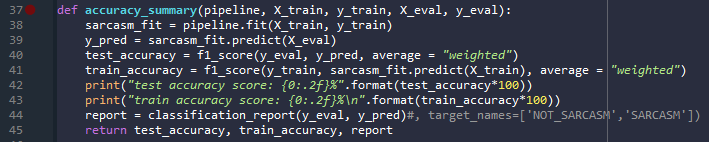 37 def accuracy_summary(pipeline, X_train, y_train, X_eval, y_eval):
38 sarcasm_fit = pipeline.fit(X_train, y_train)
39 y_pred = sarcasm_fit.predict(X_eval)
40 test_accuracy = f1_score(y_eval, y_pred, average = "weighted")
41 train_accuracy = f1_score(y_train, sarcasm_fit.predict(X_train), average = "weighted")
42 print("test accuracy score: {0:.2f}%".format(test_accuracy*100))
43 print("train accuracy score: {0:.2f}%\n".format(train_accuracy*100))
44 report = classification_report(y_eval, y_pred)#, target_names=['NOT_SARCASM','SARCASM'])
45 return test_accuracy, train_accuracy, report